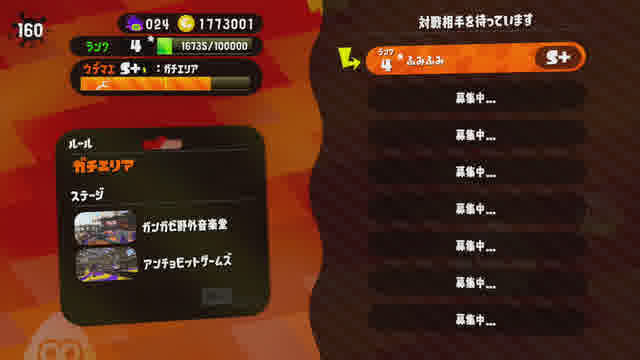 160
024
1773001
ランク 4* 16735/100000
ウデマエ S+ : ガチエリア
ルール
ガチエリア
ステージ
ガンガゼ野外音楽堂
アンチョビットゲームズ
対戦相手を待っています
ランク 4* ふみふみ S+
募集中...
募集中...
募集中...
募集中...
募集中...
募集中...
募集中...